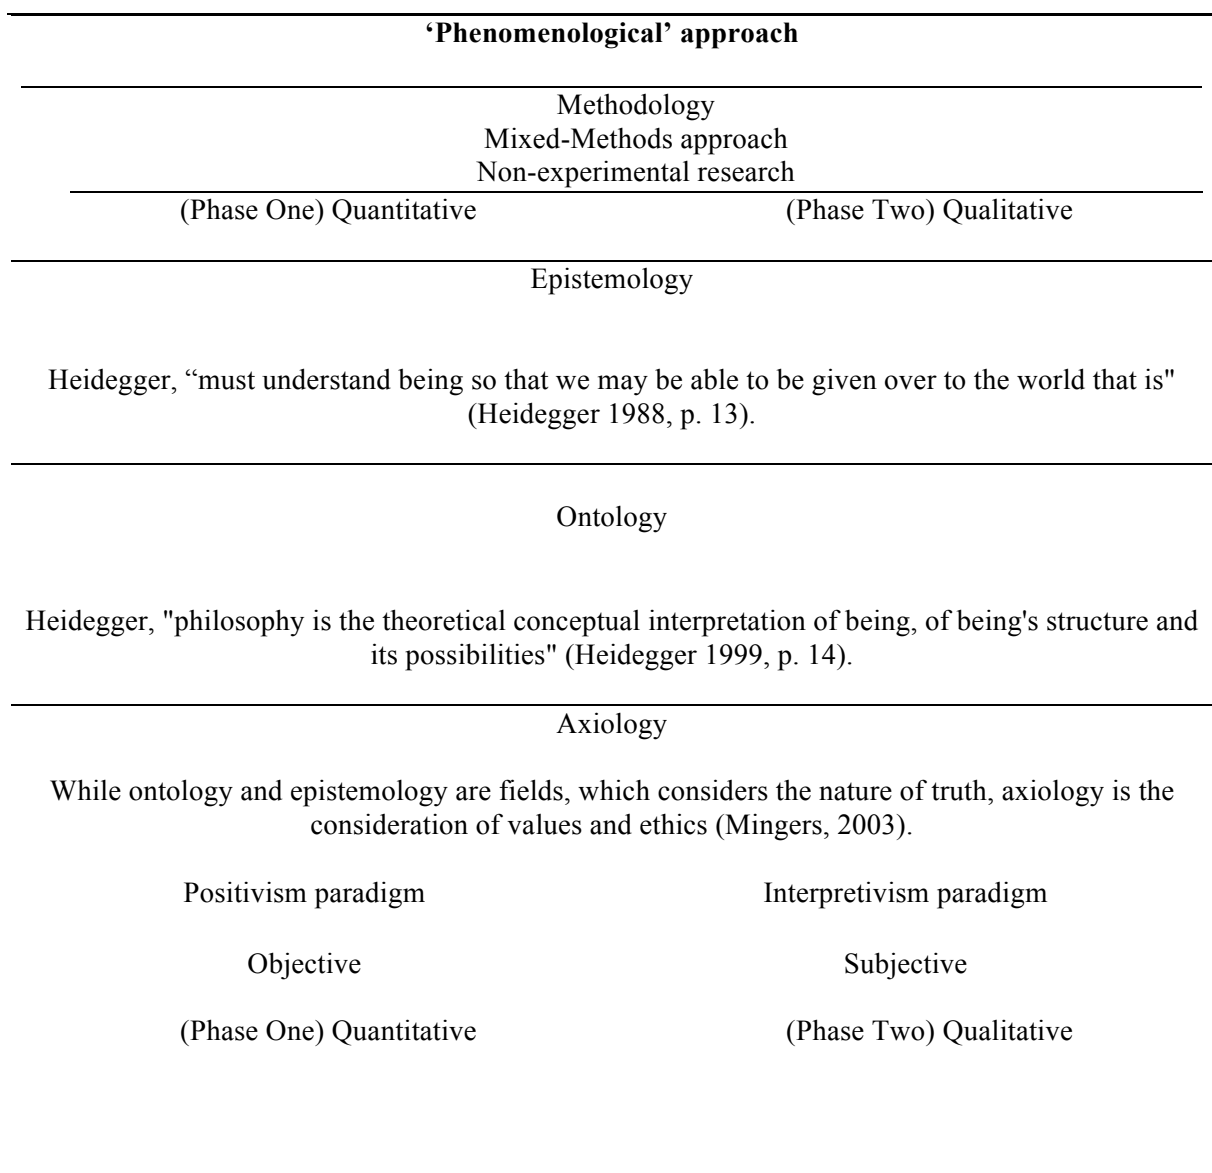 ‘Phenomenological’ approach
Methodology
Mixed-Methods approach
Non-experimental research
(Phase One) Quantitative (Phase Two) Qualitative
Epistemology
Heidegger, “must understand being so that we may be able to be given over to the world that is"
(Heidegger 1988, p. 13).
Ontology
Heidegger, "philosophy is the theoretical conceptual interpretation of being, of being's structure and
its possibilities" (Heidegger 1999, p. 14).
Axiology
While ontology and epistemology are fields, which considers the nature of truth, axiology is the
consideration of values and ethics (Mingers, 2003).
Positivism paradigm Interpretivism paradigm
Objective Subjective
(Phase One) Quantitative (Phase Two) Qualitative